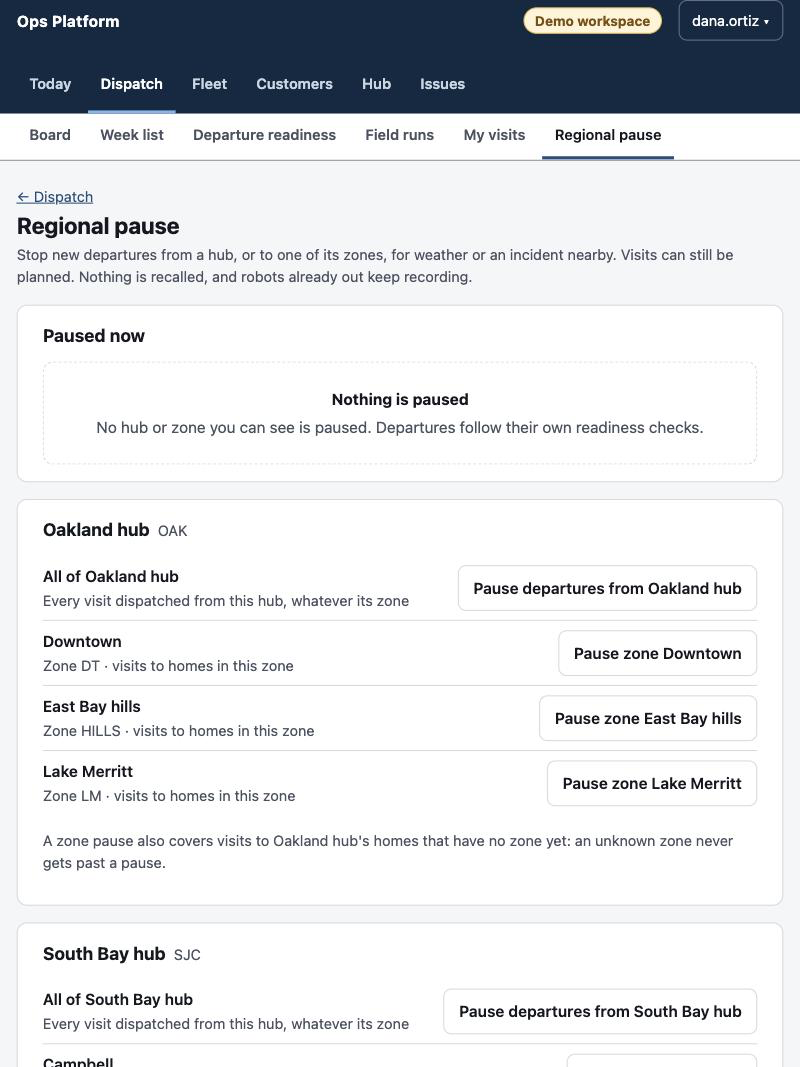 Ops Platform
Demo workspace
dana.ortiz ▾
Today
Dispatch
Fleet
Customers
Hub
Issues
Board
Week list
Departure readiness
Field runs
My visits
Regional pause
← Dispatch
Regional pause
Stop new departures from a hub, or to one of its zones, for weather or an incident nearby. Visits can still be
planned. Nothing is recalled, and robots already out keep recording.
Paused now
Nothing is paused
No hub or zone you can see is paused. Departures follow their own readiness checks.
Oakland hub OAK
All of Oakland hub
Every visit dispatched from this hub, whatever its zone
Pause departures from Oakland hub
Downtown
Zone DT · visits to homes in this zone
Pause zone Downtown
East Bay hills
Zone HILLS · visits to homes in this zone
Pause zone East Bay hills
Lake Merritt
Zone LM · visits to homes in this zone
Pause zone Lake Merritt
A zone pause also covers visits to Oakland hub's homes that have no zone yet: an unknown zone never
gets past a pause.
South Bay hub SJC
All of South Bay hub
Every visit dispatched from this hub, whatever its zone
Pause departures from South Bay hub
Campbell